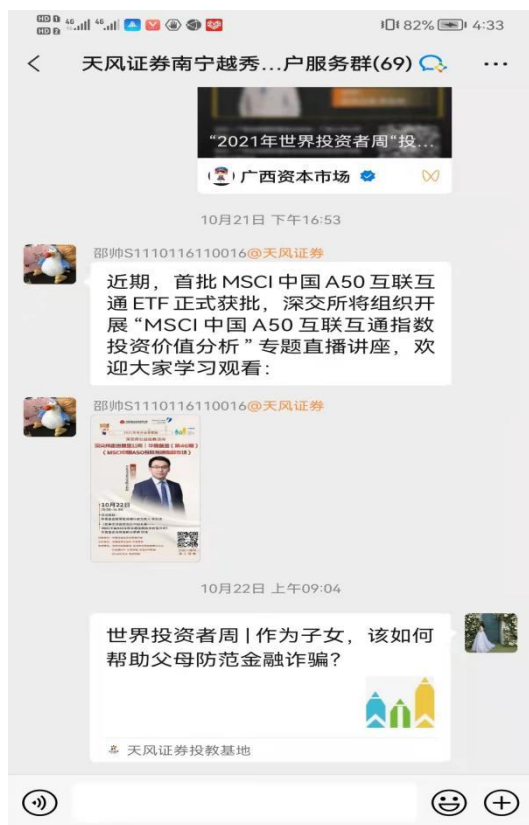 82% 4:33
天风证券南宁越秀...户服务群(69)
“2021年世界投资者周“投...
广西资本市场
10月21日 下午16:53
邵帅S1110116110016@天风证券
近期，首批 MSCI 中国 A50 互联互
通 ETF 正式获批，深交所将组织开
展 “MSCI 中国 A50 互联互通指数
投资价值分析 ” 专题直播讲座，欢
迎大家学习观看：
邵帅S1110116110016@天风证券
10月22日
10月22日 上午09:04
世界投资者周 | 作为子女，该如何
帮助父母防范金融诈骗？
天风证券投教基地